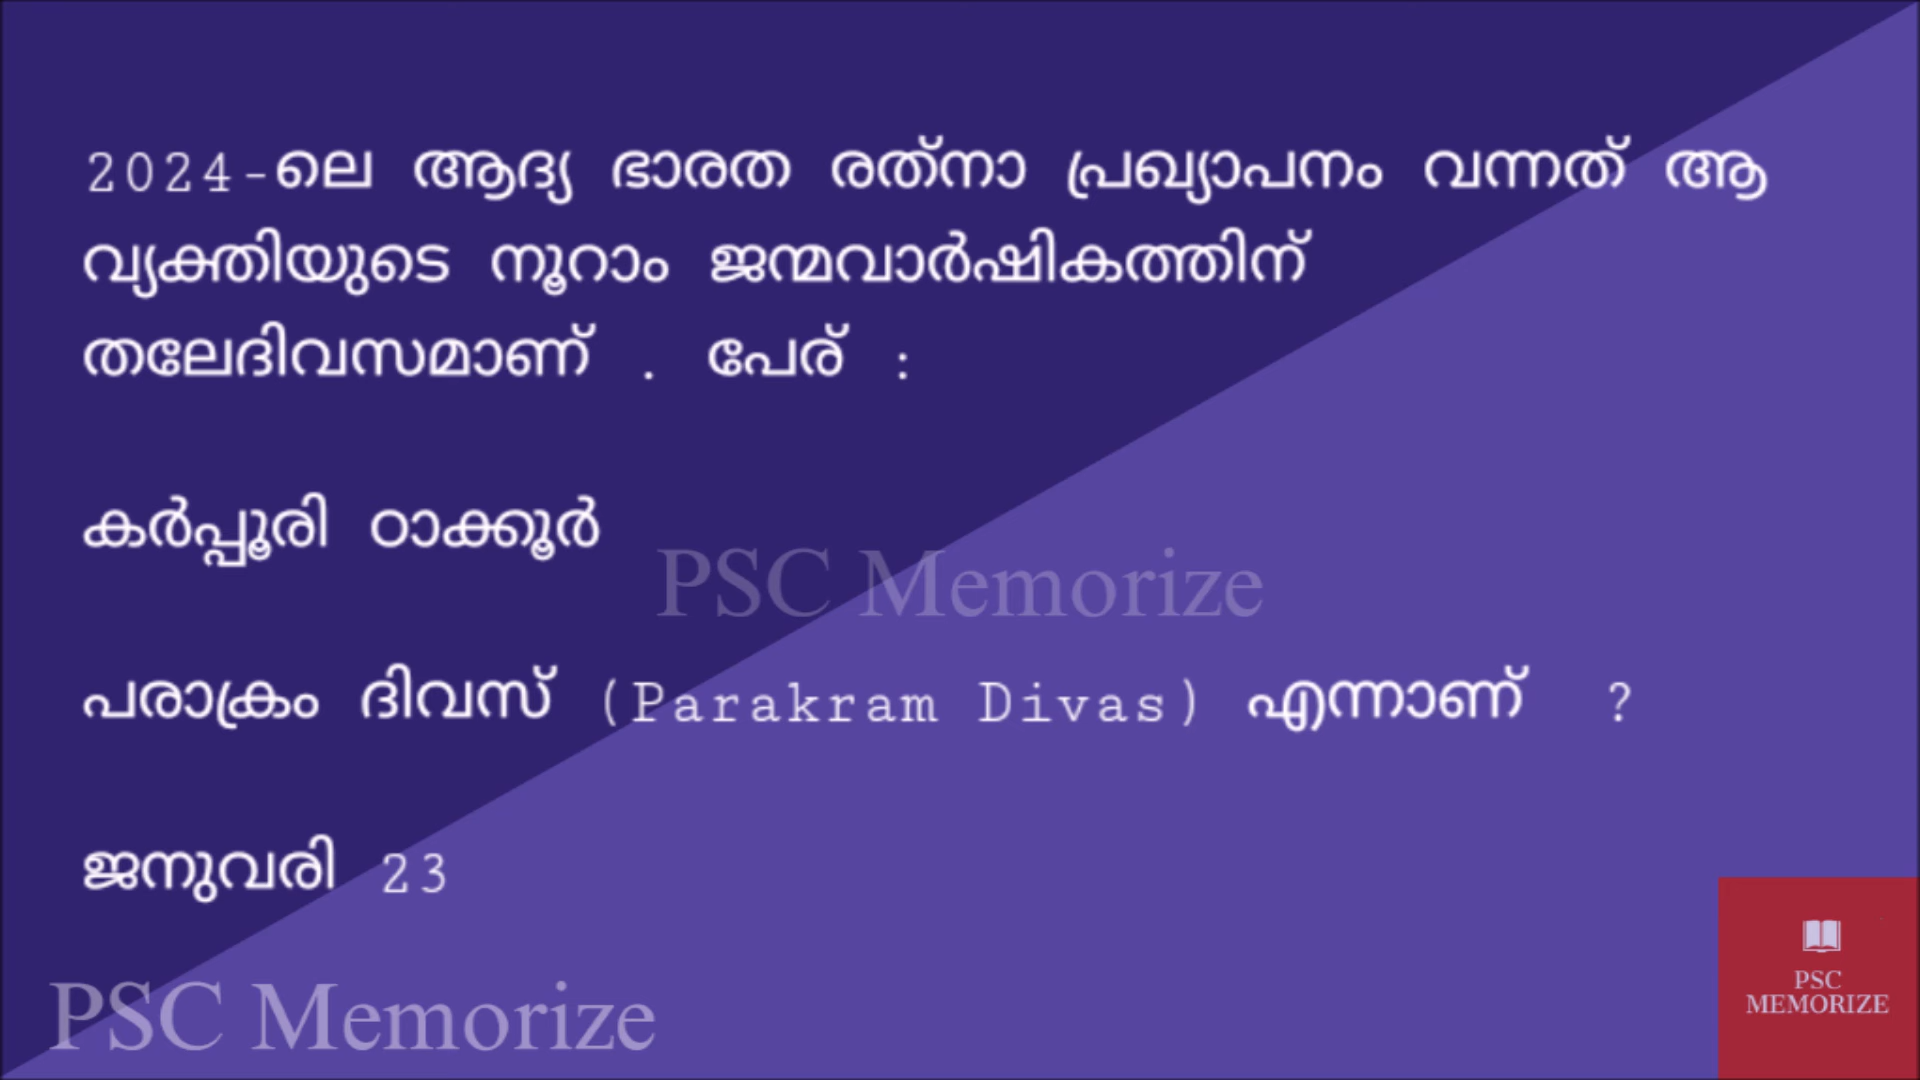 2024-ലെ ആദ്യ ഭാരത രത്‌നാ പ്രഖ്യാപനം വന്നത് ആ
വ്യക്തിയുടെ നൂറാം ജന്മവാർഷികത്തിന്
തലേദിവസമാണ് . പേര് :
കർപ്പൂരി ഠാക്കൂർ
PSC Memorize
പരാക്രം ദിവസ് (Parakram Divas) എന്നാണ് ?
ജനുവരി 23
PSC
MEMORIZE
PSC Memorize